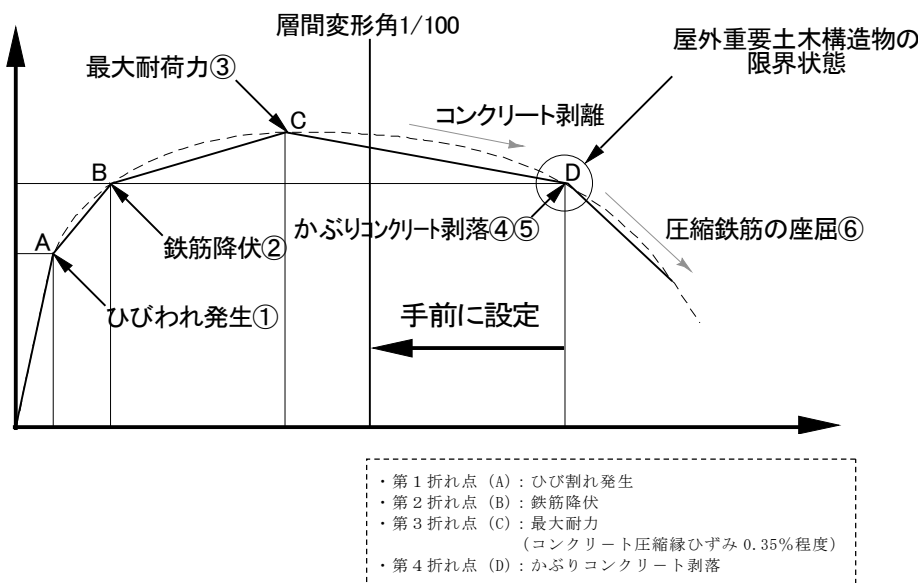 層間変形角1/100
屋外重要土木構造物の
限界状態
最大耐荷力③
C
コンクリート剥離
B
D
かぶりコンクリート剥落④⑤
圧縮鉄筋の座屈⑥
A
鉄筋降伏②
ひびわれ発生①
手前に設定
・第1折れ点 (A):ひび割れ発生
・第2折れ点 (B):鉄筋降伏
・第3折れ点 (C):最大耐力
(コンクリート圧縮縁ひずみ 0.35%程度)
・第4折れ点 (D):かぶりコンクリート剥落